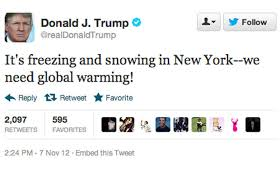 Donald J. Trump
@realDonaldTrump
Follow
It's freezing and snowing in New York--we
need global warming!
Reply Retweet Favorite
2,097 595
RETWEETS FAVORITES
2:24 PM - 7 Nov 12 · Embed this Tweet